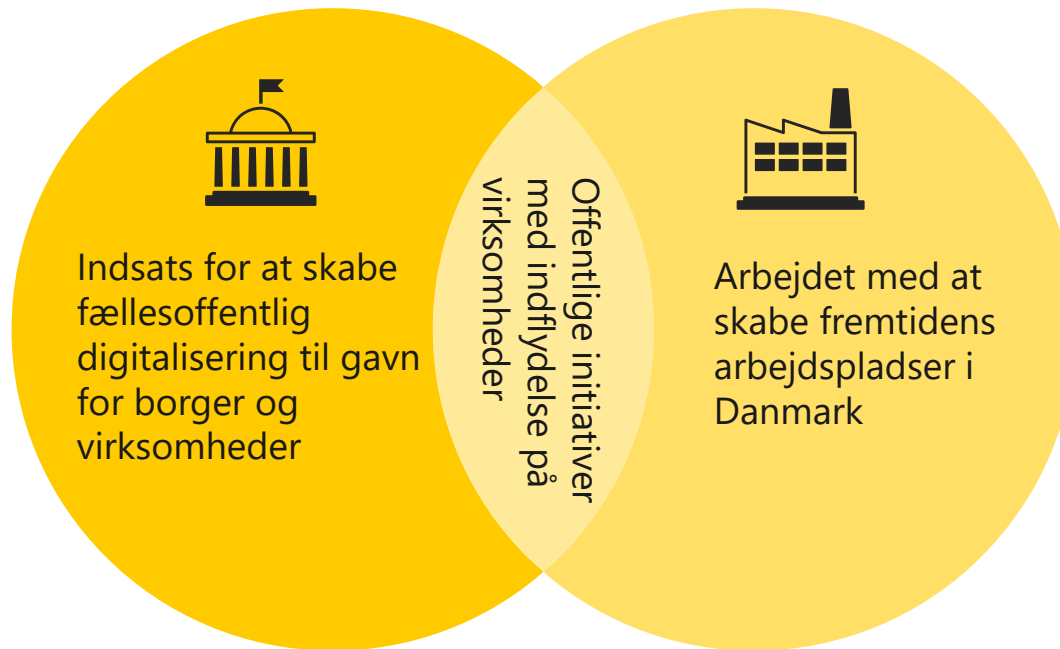 Indsats for at skabe
fællesoffentlig
digitalisering til gavn
for borger og
virksomheder
Offentlige initiativer
med indflydelse på
virksomheder
Arbejdet med at
skabe fremtidens
arbejdspladser i
Danmark